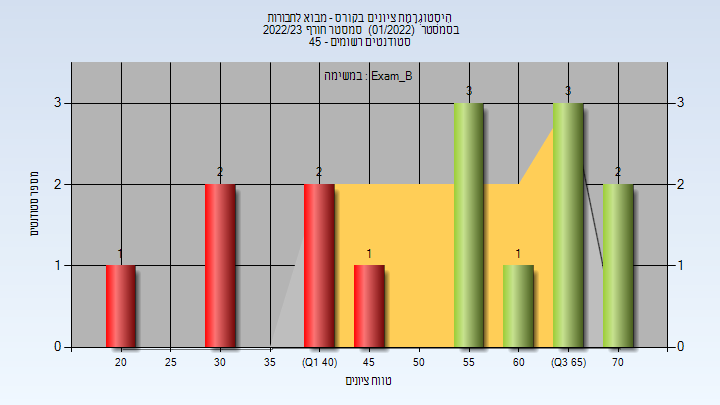 היסטוגרמת ציונים בקורס - מבוא לחבורות
בסמסטר (01/2022) סמסטר חורף 2022/23
סטודנטים רשומים - 45
במשימה : Exam_B
מספר סטודנטים
3 3
2 2
1 1
0 0
1 2 2 1 3 1 3 2
20 25 30 35 (Q1 40) 45 50 55 60 (Q3 65) 70
טווח ציונים